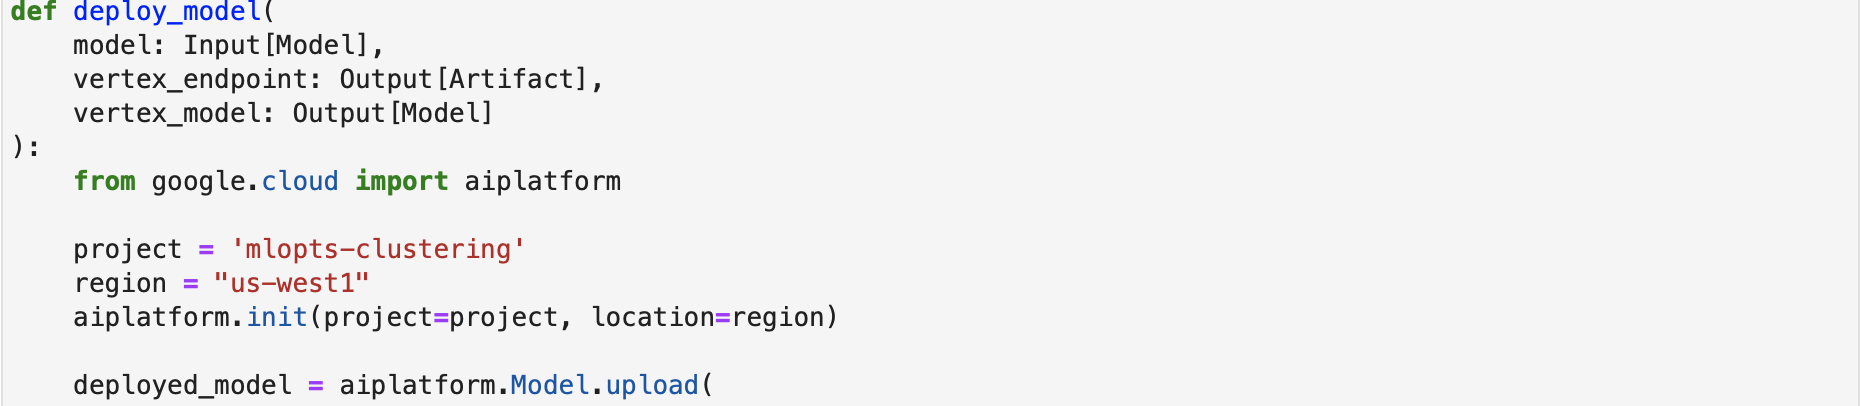 def deploy_model(
    model: Input[Model],
    vertex_endpoint: Output[Artifact],
    vertex_model: Output[Model]
):
    from google.cloud import aiplatform
    project = 'mlopts-clustering'
    region = "us-west1"
    aiplatform.init(project=project, location=region)
    deployed_model = aiplatform.Model.upload(